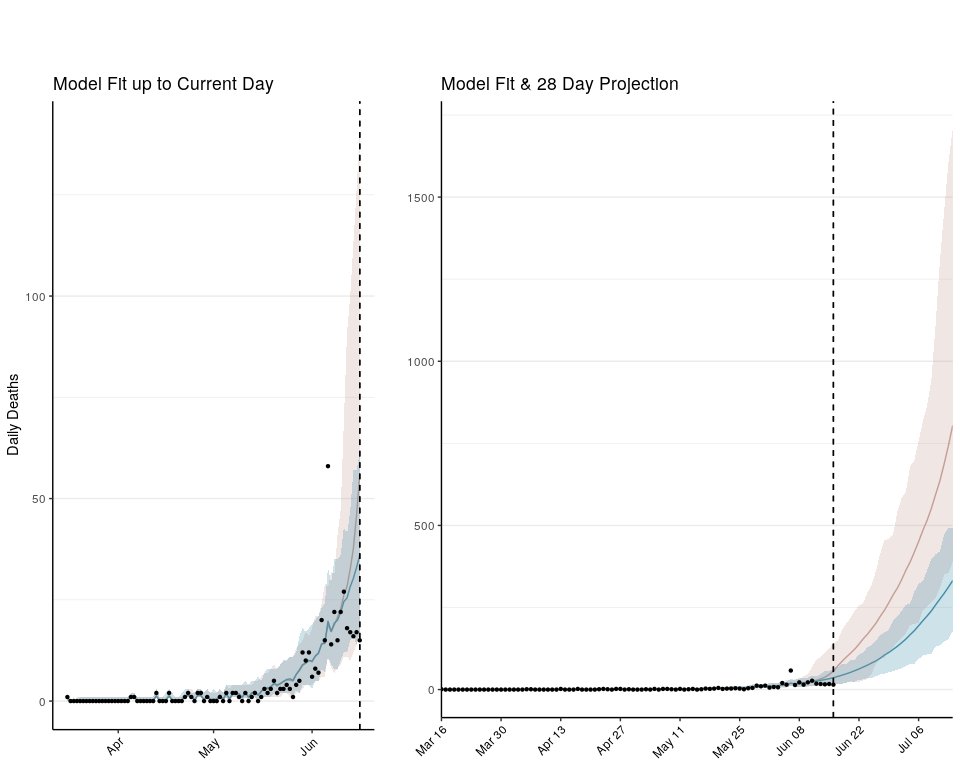 Model Fit up to Current Day
Daily Deaths
100
50
0
Apr
May
Jun
Model Fit & 28 Day Projection
1500
1000
500
0
Mar 16
Mar 30
Apr 13
Apr 27
May 11
May 25
Jun 08
Jun 22
Jul 06